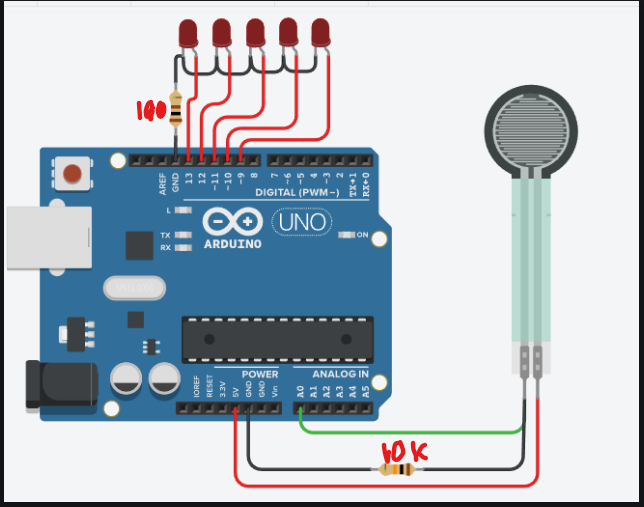 100
AREF
GND
13
12
~11
~10
~9
8
7
~6
~5
4
~3
2
TX→1
RX←0
DIGITAL (PWM~)
L
TX
RX
ARDUINO
UNO
ON
POWER
ANALOG IN
IOREF
RESET
3.3V
5V
GND
GND
Vin
A0
A1
A2
A3
A4
A5
10K